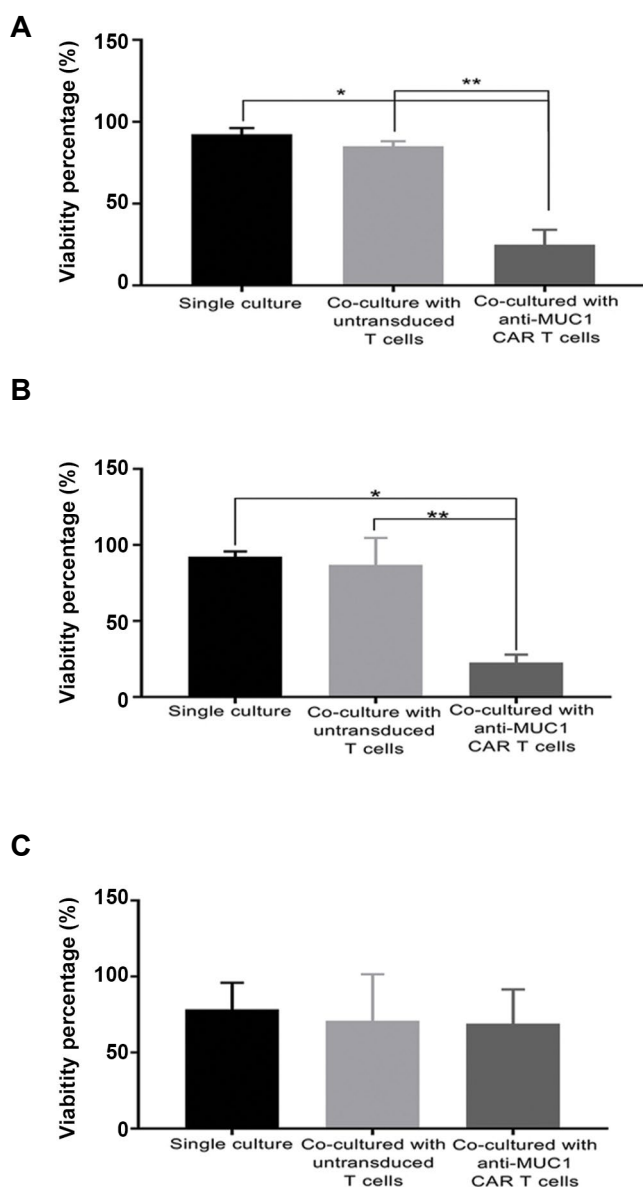 A
Viabitity percentage (%)
150
100
50
0
*
**
Single culture
Co-culture with
untransduced
T cells
Co-cultured with
anti-MUC1
CAR T cells
B
Viabitity percentage (%)
150
100
50
0
*
**
Single culture
Co-culture with
untransduced
T cells
Co-cultured with
anti-MUC1
CAR T cells
C
Viabitity percentage (%)
150
100
50
0
Single culture
Co-cultured with
untransduced
T cells
Co-cultured with
anti-MUC1
CAR T cells